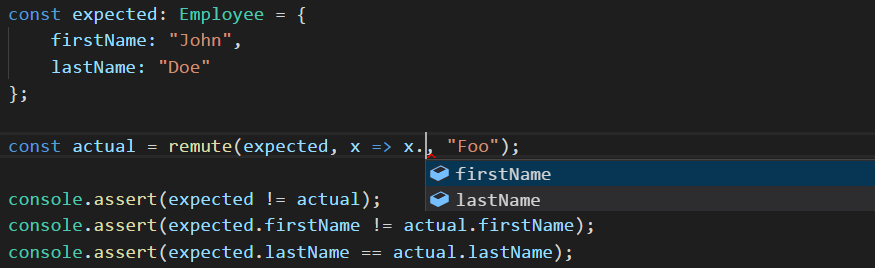 const expected: Employee = {
    firstName: "John",
    lastName: "Doe"
};
const actual = remute(expected, x => x., "Foo");
firstName
lastName
console.assert(expected != actual);
console.assert(expected.firstName != actual.firstName);
console.assert(expected.lastName == actual.lastName);